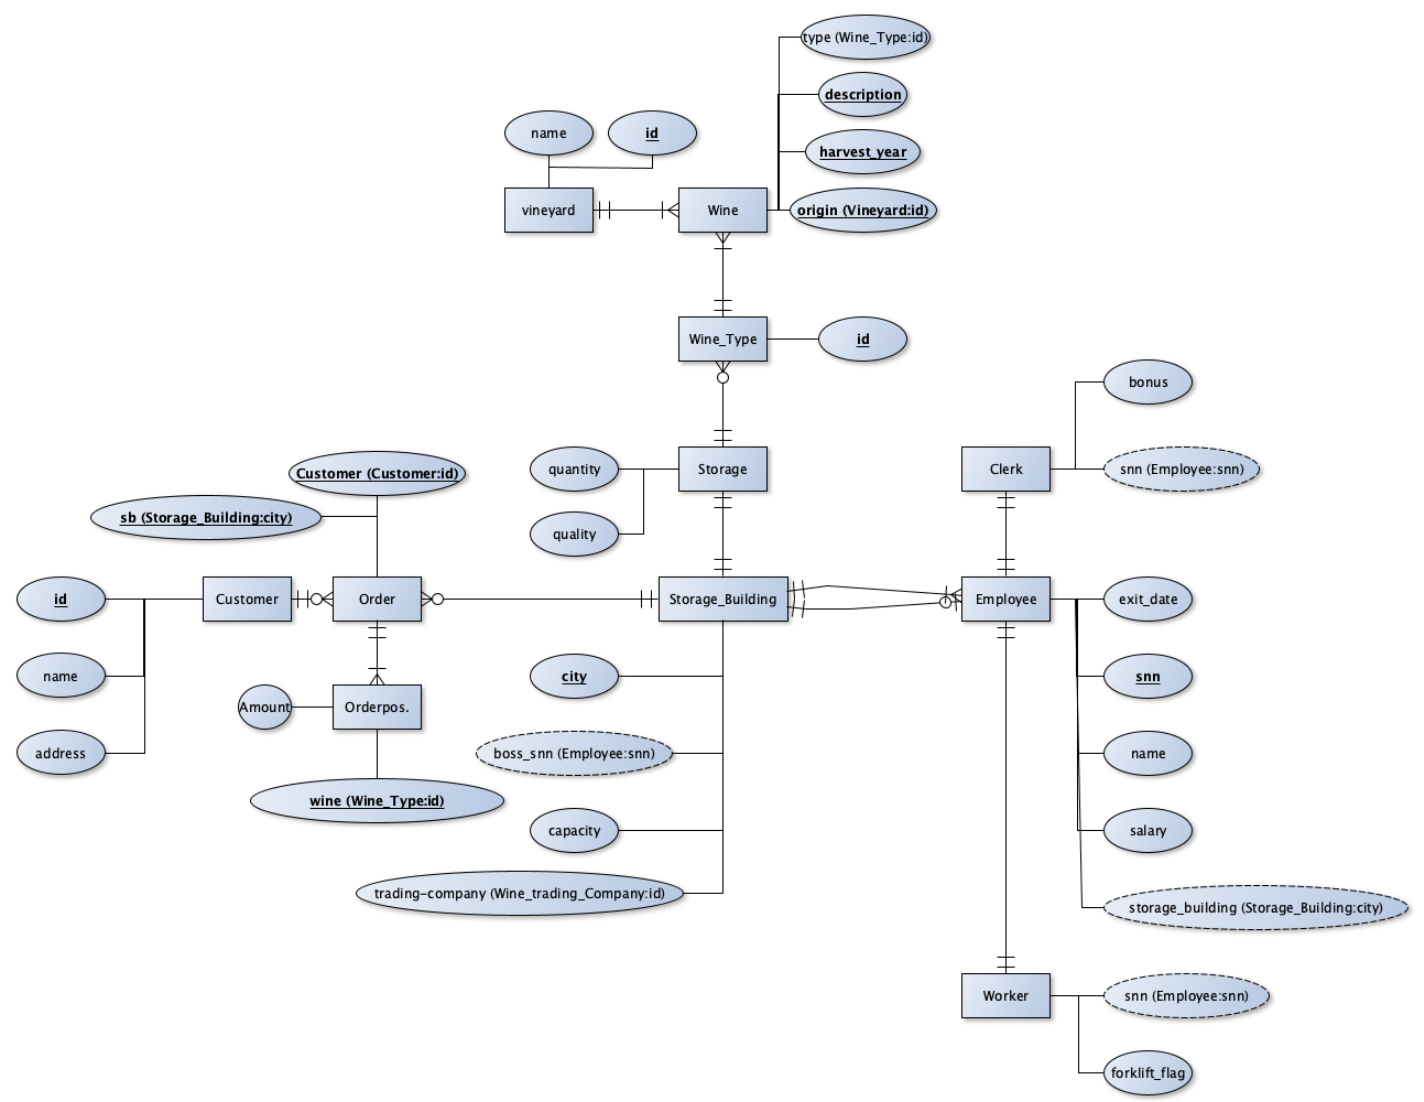 type (Wine_Type:id)
description
name
id
harvest_year
vineyard
Wine
origin (Vineyard:id)
Wine_Type
id
bonus
Customer (Customer:id)
quantity
Storage
Clerk
snn (Employee:snn)
sb (Storage_Building:city)
quality
id
Customer
Order
Storage_Building
Employee
exit_date
name
city
snn
Amount
Orderpos.
address
boss_snn (Employee:snn)
name
wine (Wine_Type:id)
capacity
salary
trading-company (Wine_trading_Company:id)
storage_building (Storage_Building:city)
Worker
snn (Employee:snn)
forklift_flag